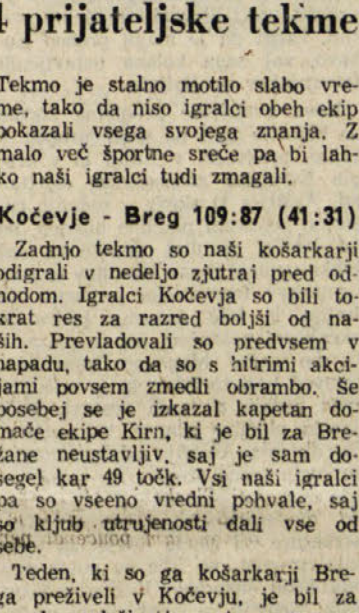 4 prijateljske tekme
Tekmo je stalno motilo slabo vre-
me, tako da niso igralci obeh ekip
pokazali vsega svojega znanja. Z
malo več športne sreče pa bi lah-
ko naši igralci tudi zmagali.
Kočevje - Breg 109:87 (41:31)
Zadnjo tekmo so naši košarkarji
odigrali v nedeljo zjutraj pred od-
hodom. Igralci Kočevja so bili to-
krat res za razred boljši od na-
ših. Prevladovali so predvsem v
napadu, tako da so s hitrimi akci-
jami povsem zmedli obrambo. Še
posebej se je izkazal kapetan do-
mače ekipe Kirn, ki je bil za Bre-
žane neustavljiv, saj je sam do-
segel kar 49 točk. Vsi naši igralci
pa so vseeno vredni pohvale, saj
so kljub utrujenosti dali vse od
sebe.
Teden, ki so ga košarkarji Bre-
ga preživeli v Kočevju, je bil za